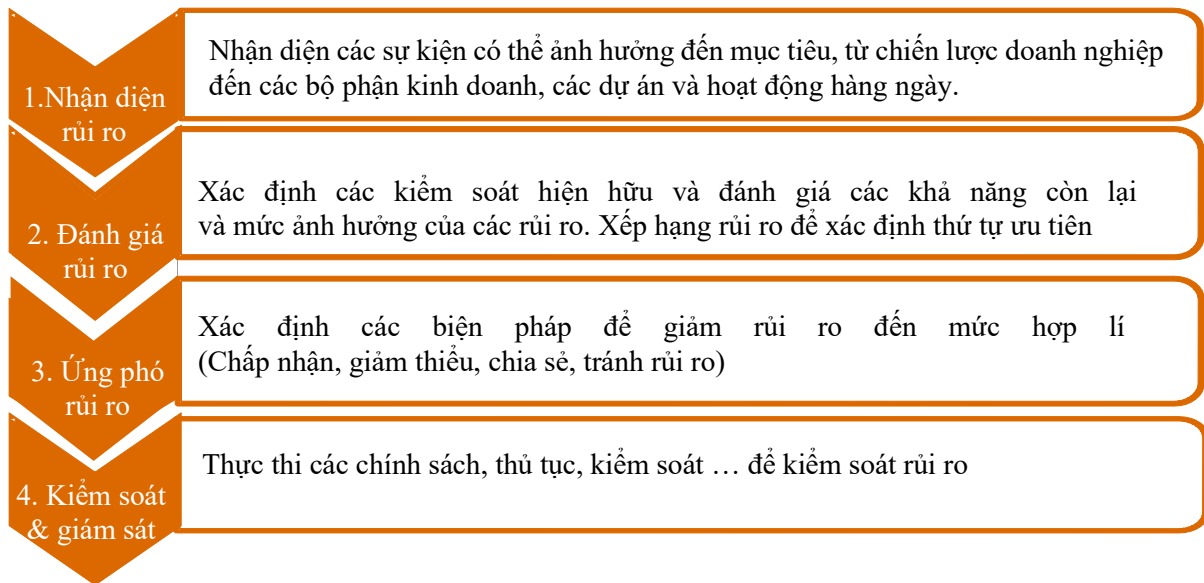 1.Nhận diện
rủi ro
Nhận diện các sự kiện có thể ảnh hưởng đến mục tiêu, từ chiến lược doanh nghiệp
đến các bộ phận kinh doanh, các dự án và hoạt động hàng ngày.
2. Đánh giá
rủi ro
Xác định các kiểm soát hiện hữu và đánh giá các khả năng còn lại
và mức ảnh hưởng của các rủi ro. Xếp hạng rủi ro để xác định thứ tự ưu tiên
3. Ứng phó
rủi ro
Xác định các biện pháp để giảm rủi ro đến mức hợp lí
(Chấp nhận, giảm thiểu, chia sẻ, tránh rủi ro)
4. Kiểm soát
& giám sát
Thực thi các chính sách, thủ tục, kiểm soát … để kiểm soát rủi ro